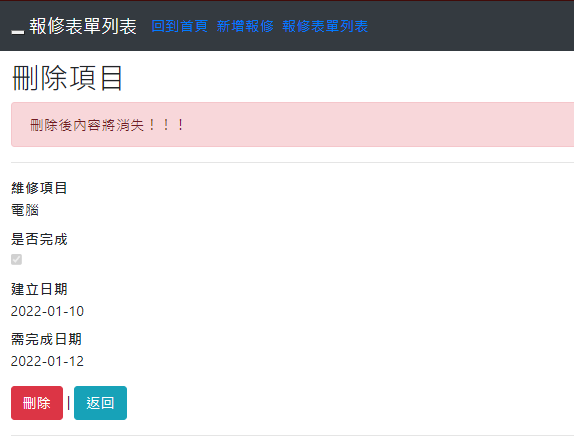 報修表單列表 回到首頁 新增報修 報修表單列表
刪除項目
刪除後內容將消失！！！
維修項目
電腦
是否完成
建立日期
2022-01-10
需完成日期
2022-01-12
刪除 | 返回